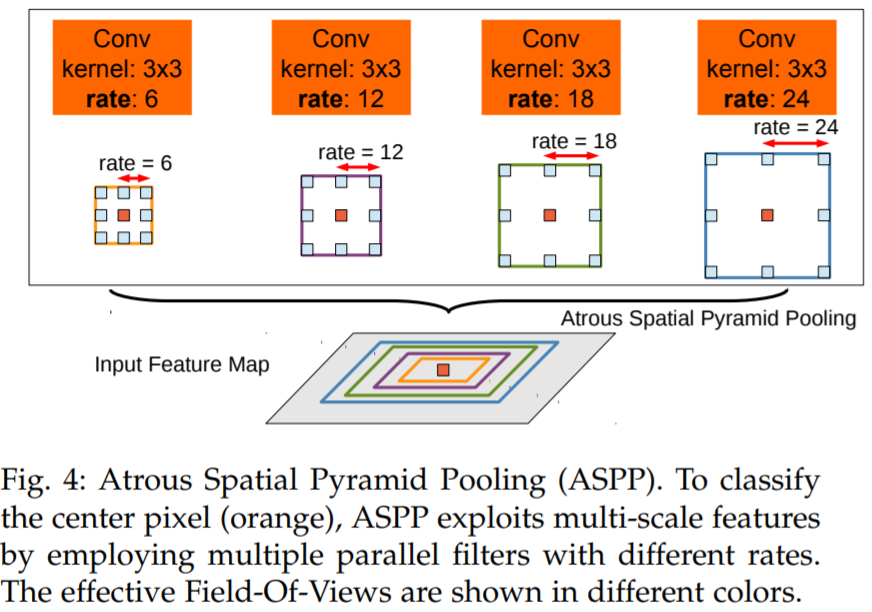 Conv
kernel: 3x3
rate: 6
Conv
kernel: 3x3
rate: 12
Conv
kernel: 3x3
rate: 18
Conv
kernel: 3x3
rate: 24
rate = 6
rate = 12
rate = 18
rate = 24
Atrous Spatial Pyramid Pooling
Input Feature Map
Fig. 4: Atrous Spatial Pyramid Pooling (ASPP). To classify
the center pixel (orange), ASPP exploits multi-scale features
by employing multiple parallel filters with different rates.
The effective Field-Of-Views are shown in different colors.